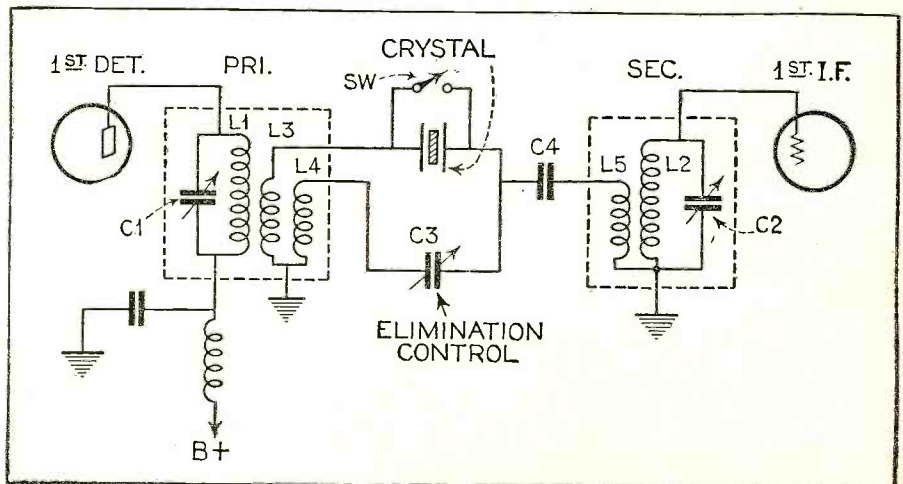 1ST. DET.
PRI.
CRYSTAL
SW
SEC.
1ST. I.F.
L1
L3
L4
C4
L5
L2
C1
C3
C2
ELIMINATION
CONTROL
B+